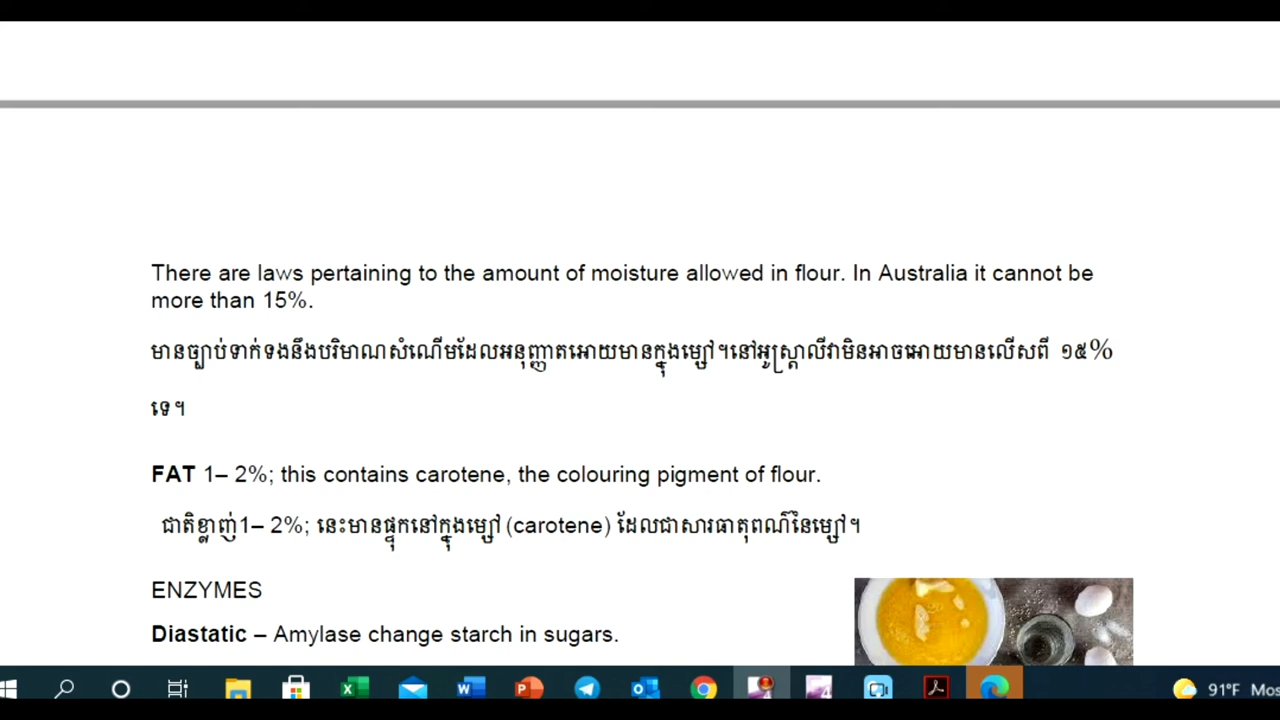 There are laws pertaining to the amount of moisture allowed in flour. In Australia it cannot be
more than 15%.
មានច្បាប់ទាក់ទងនឹងបរិមាណសំណើមដែលអនុញ្ញាតអោយមានក្នុងម្សៅ។នៅអូស្ត្រាលីវាមិនអាចអោយមានលើសពី ១៥%
ទេ។
FAT 1– 2%; this contains carotene, the colouring pigment of flour.
ជាតិខ្លាញ់1– 2%; នេះមានផ្ទុកនៅក្នុងម្សៅ (carotene) ដែលជាសារធាតុពណ៌នៃម្សៅ។
ENZYMES
Diastatic – Amylase change starch in sugars.
91°F Mos